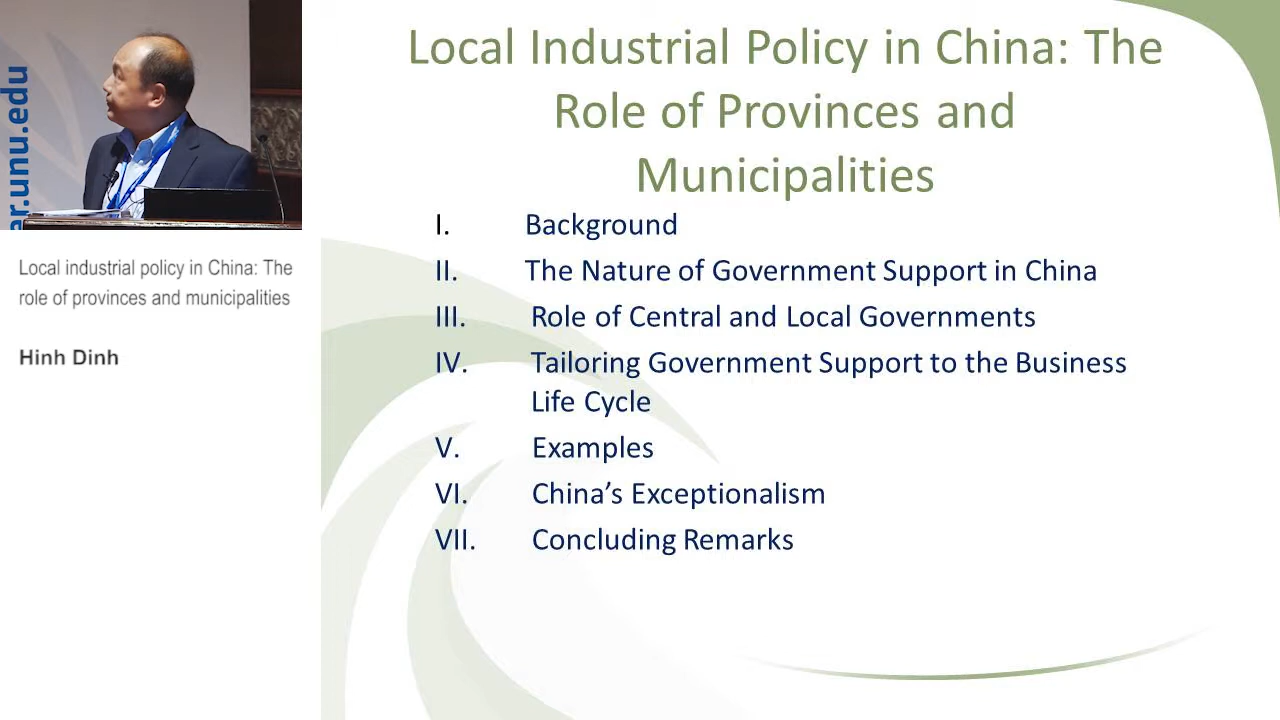 er.unu.edu
Local industrial policy in China: The
role of provinces and municipalities
Hinh Dinh
Local Industrial Policy in China: The
Role of Provinces and
Municipalities
I. Background
II. The Nature of Government Support in China
III. Role of Central and Local Governments
IV. Tailoring Government Support to the Business
Life Cycle
V. Examples
VI. China’s Exceptionalism
VII. Concluding Remarks